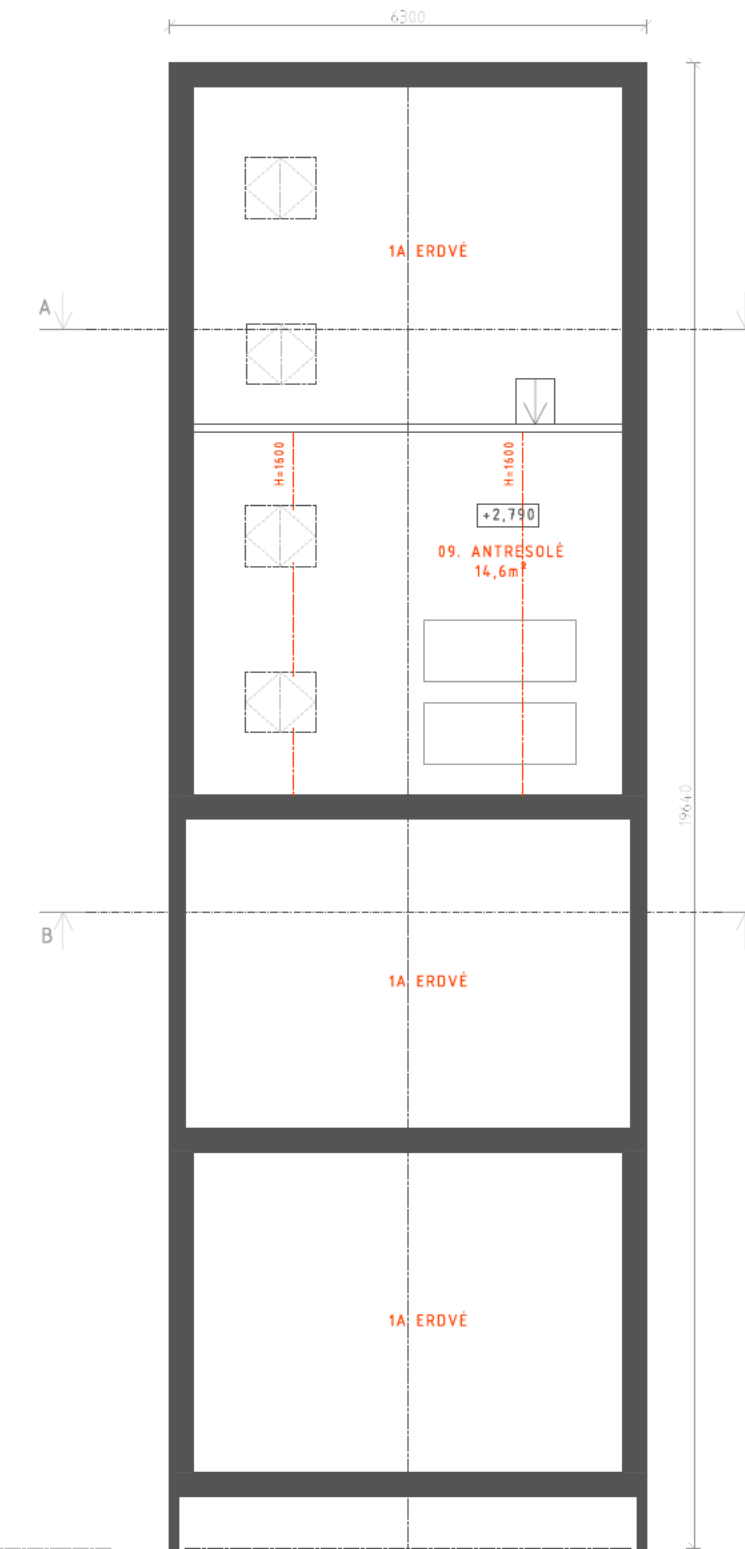 6300
1A ERDVĖ
A
H=1600
H=1600
+2,790
09. ANTRESOLĖ
14,6m²
19640
B
1A ERDVĖ
1A ERDVĖ